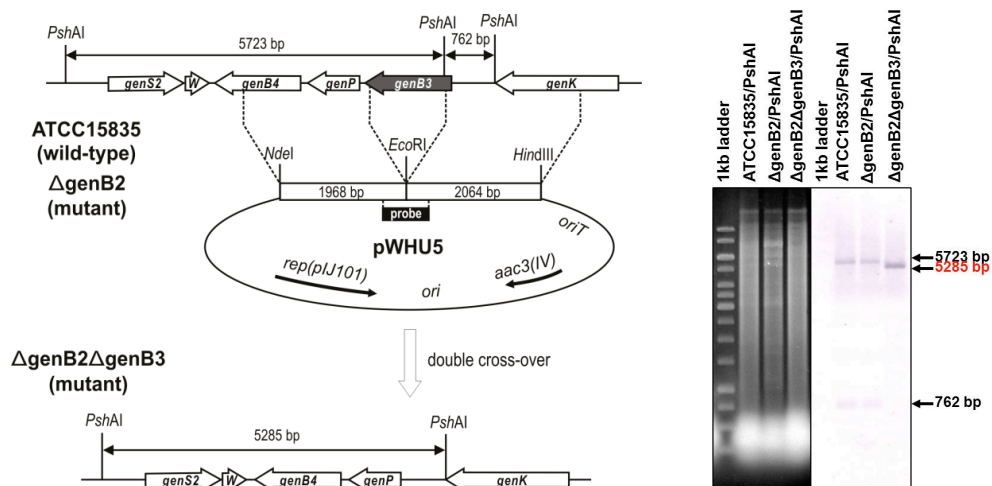 PshAI
5723 bp
PshAI
762 bp
PshAI
genS2
W
genB4
genP
genB3
genK
ATCC15835
(wild-type)
ΔgenB2
(mutant)
NdeI
EcoRI
HindIII
1968 bp
2064 bp
probe
oriT
pWHU5
rep(pIJ101)
aac3(IV)
ori
double cross-over
ΔgenB2ΔgenB3
(mutant)
PshAI
5285 bp
PshAI
genS2
W
genB4
genP
genK
1kb ladder
ATCC15835/PshAI
ΔgenB2/PshAI
ΔgenB2ΔgenB3/PshAI
1kb ladder
ATCC15835/PshAI
ΔgenB2/PshAI
ΔgenB2ΔgenB3/PshAI
5723 bp
5285 bp
762 bp